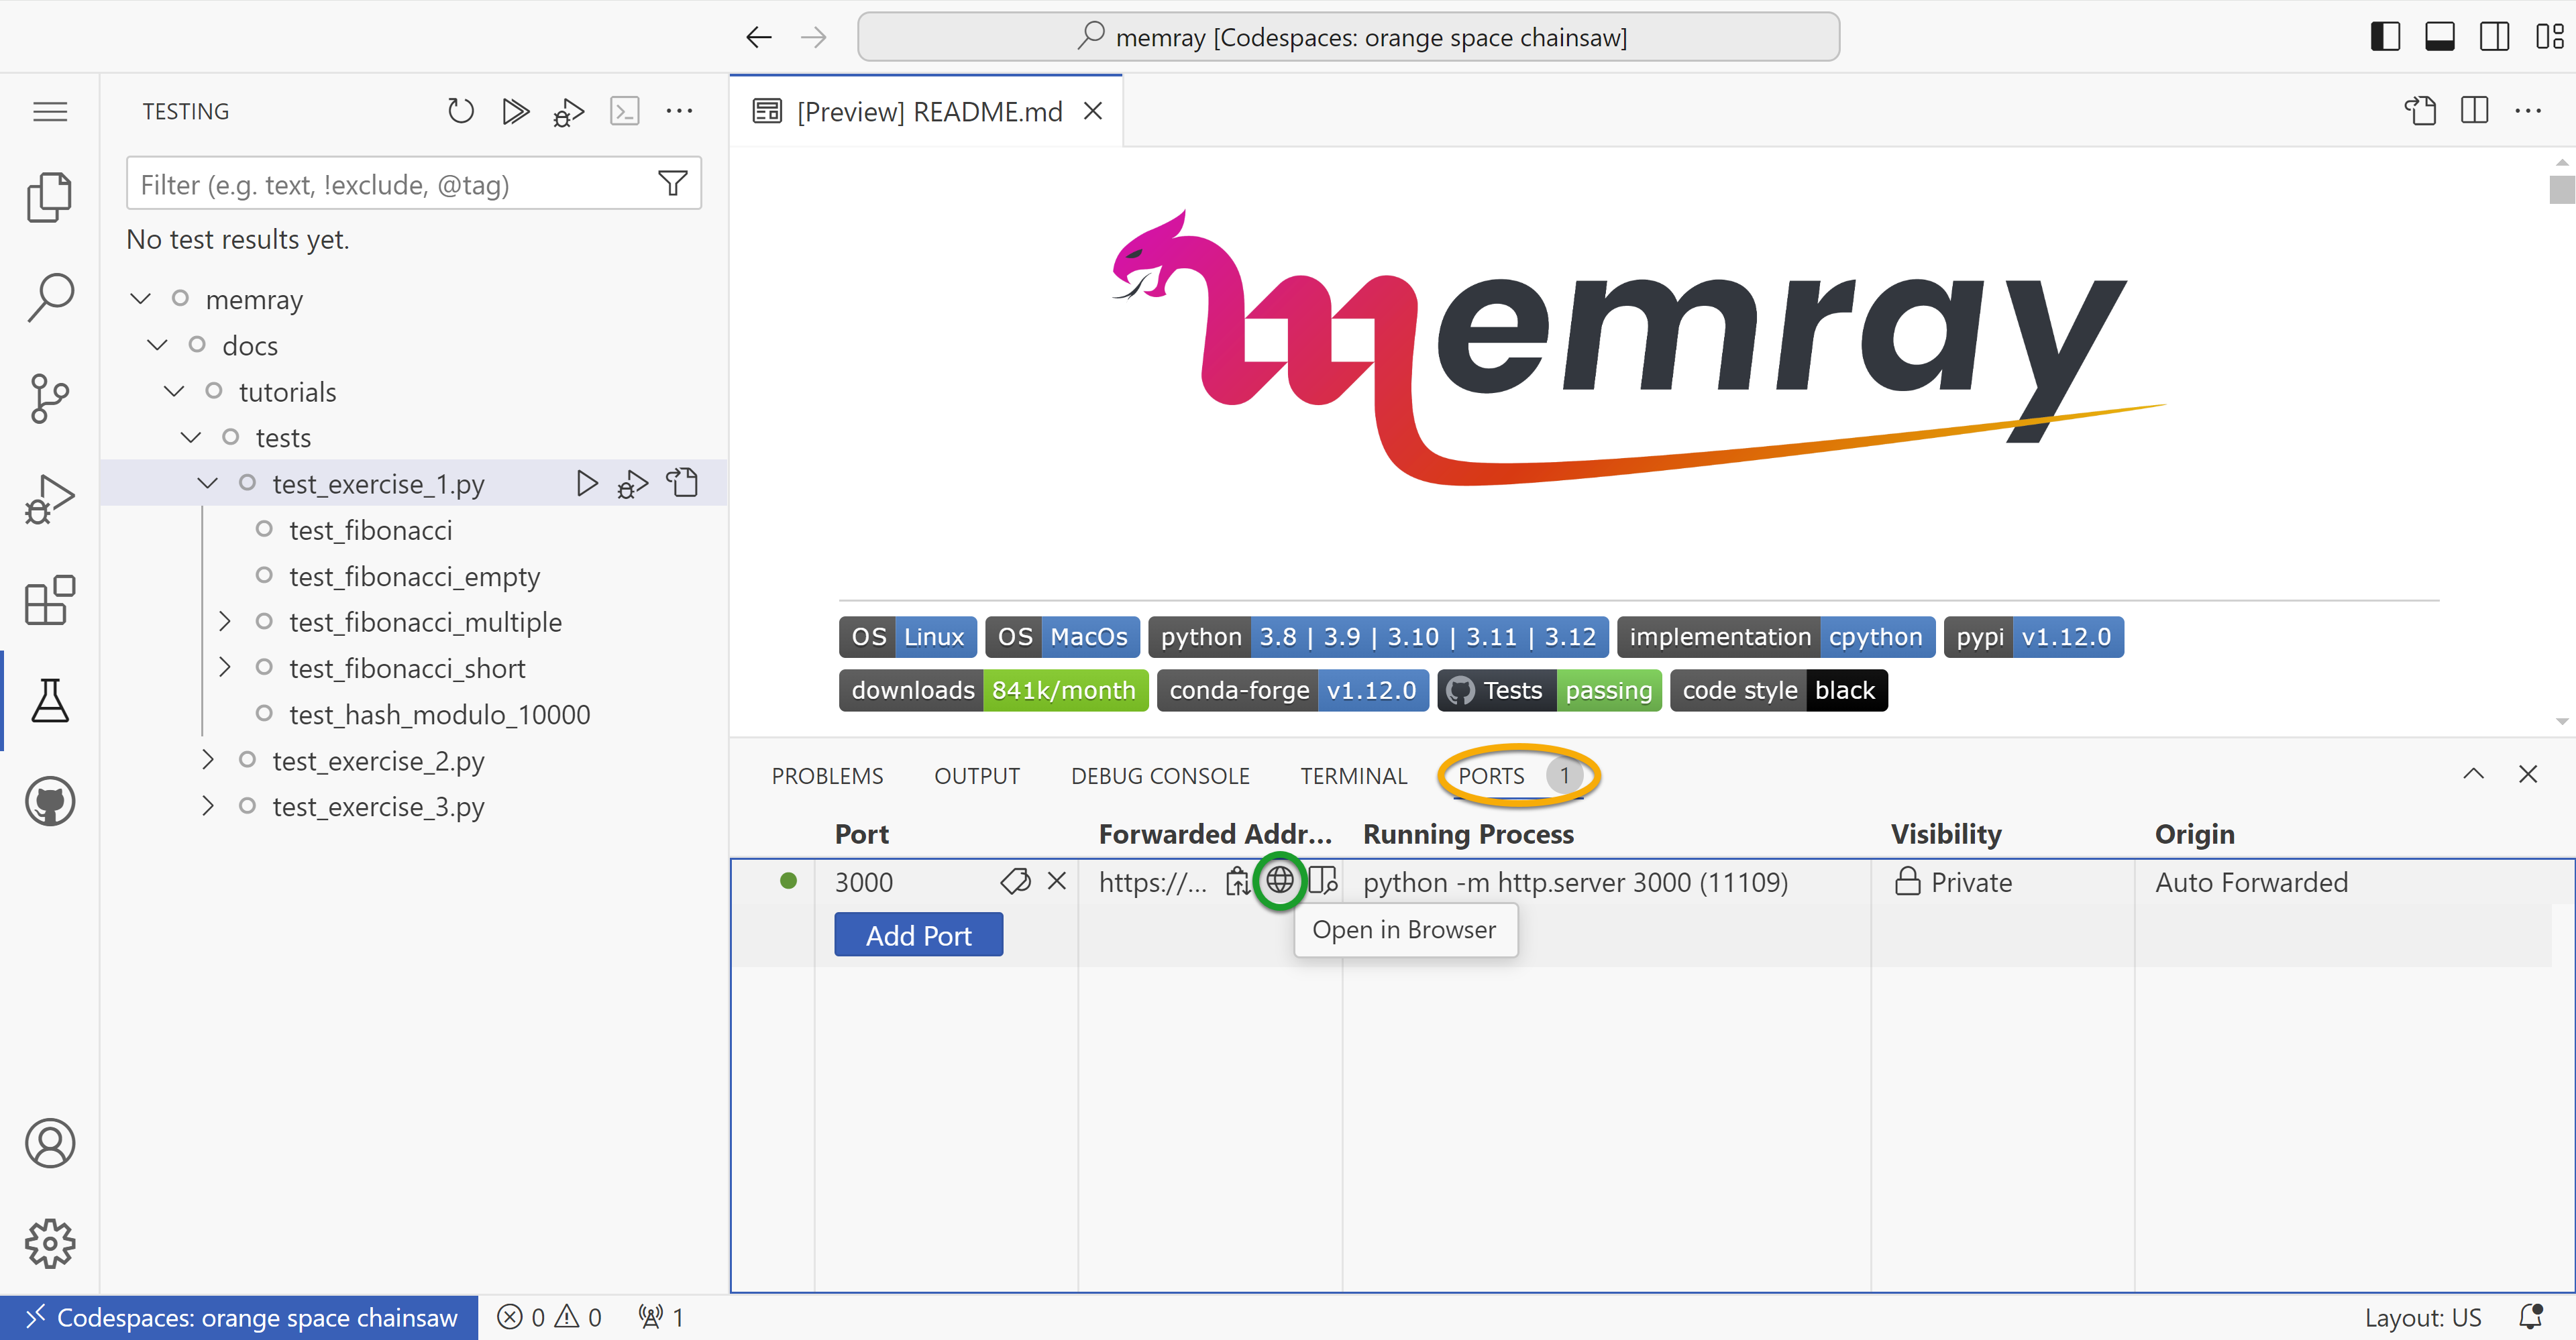 memray [Codespaces: orange space chainsaw]
TESTING
Filter (e.g. text, !exclude, @tag)
No test results yet.
memray
docs
tutorials
tests
test_exercise_1.py
test_fibonacci
test_fibonacci_empty
test_fibonacci_multiple
test_fibonacci_short
test_hash_modulo_10000
test_exercise_2.py
test_exercise_3.py
[Preview] README.md
memray
OS Linux OS MacOs python 3.8 | 3.9 | 3.10 | 3.11 | 3.12 implementation cpython pypi v1.12.0
downloads 841k/month conda-forge v1.12.0 Tests passing code style black
PROBLEMS OUTPUT DEBUG CONSOLE TERMINAL PORTS 1
Port Forwarded Addr... Running Process Visibility Origin
3000 https://... python -m http.server 3000 (11109) Private Auto Forwarded
Add Port
Open in Browser
Codespaces: orange space chainsaw 0 0 1 Layout: US